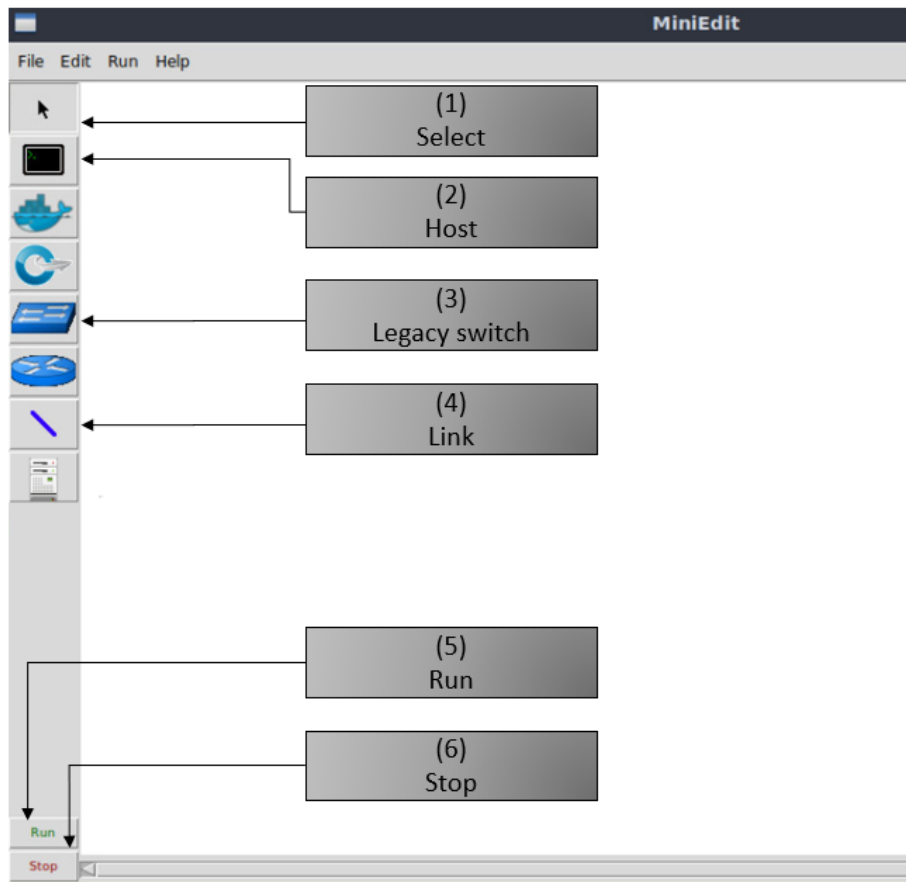 MiniEdit
File Edit Run Help
(1)
Select
(2)
Host
(3)
Legacy switch
(4)
Link
(5)
Run
(6)
Stop
Run
Stop